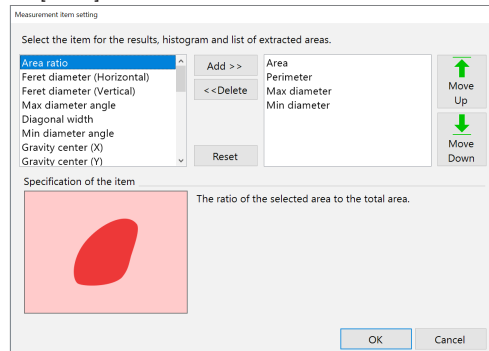 Measurement item setting
Select the item for the results, histogram and list of extracted areas.
Area ratio
Feret diameter (Horizontal)
Feret diameter (Vertical)
Max diameter angle
Diagonal width
Min diameter angle
Gravity center (X)
Gravity center (Y)
Add >>
<<Delete
Reset
Area
Perimeter
Max diameter
Min diameter
Move
Up
Move
Down
Specification of the item
The ratio of the selected area to the total area.
OK
Cancel